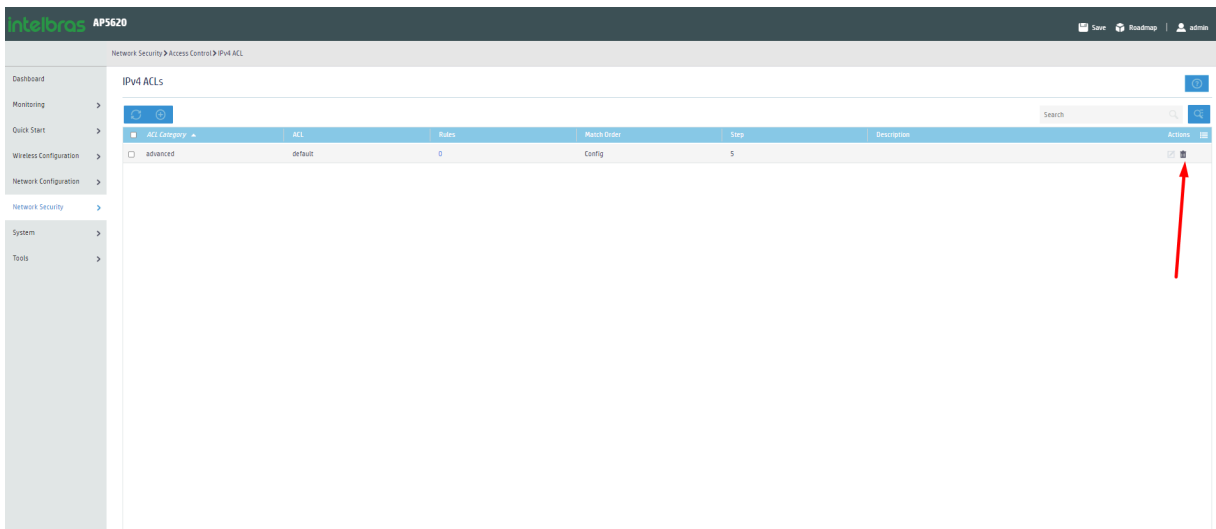 intelbras AP5620
Save Roadmap | admin
Network Security > Access Control > IPv4 ACL
Dashboard
Monitoring
Quick Start
Wireless Configuration
Network Configuration
Network Security
System
Tools
IPv4 ACLs
Search
ACL Category ACL Rules Match Order Step Description Actions
advanced default 0 Config 5